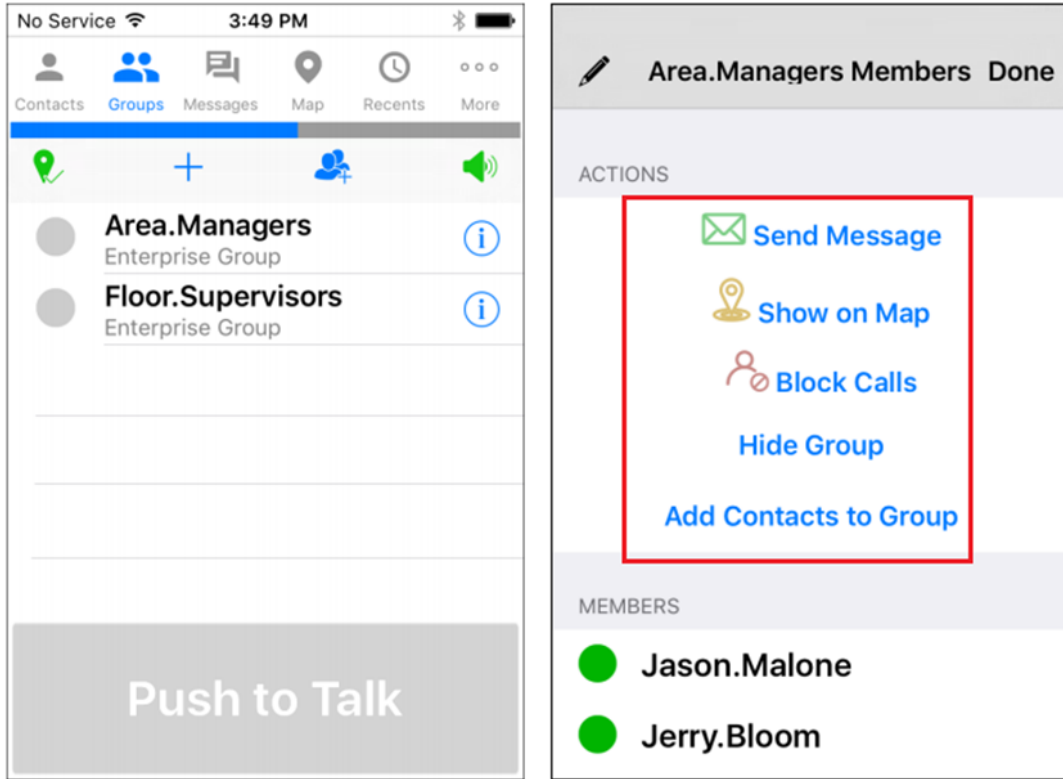 No Service 3:49 PM
Contacts Groups Messages Map Recents More
Area.Managers
Enterprise Group
Floor.Supervisors
Enterprise Group
Push to Talk
Area.Managers Members Done
ACTIONS
Send Message
Show on Map
Block Calls
Hide Group
Add Contacts to Group
MEMBERS
Jason.Malone
Jerry.Bloom